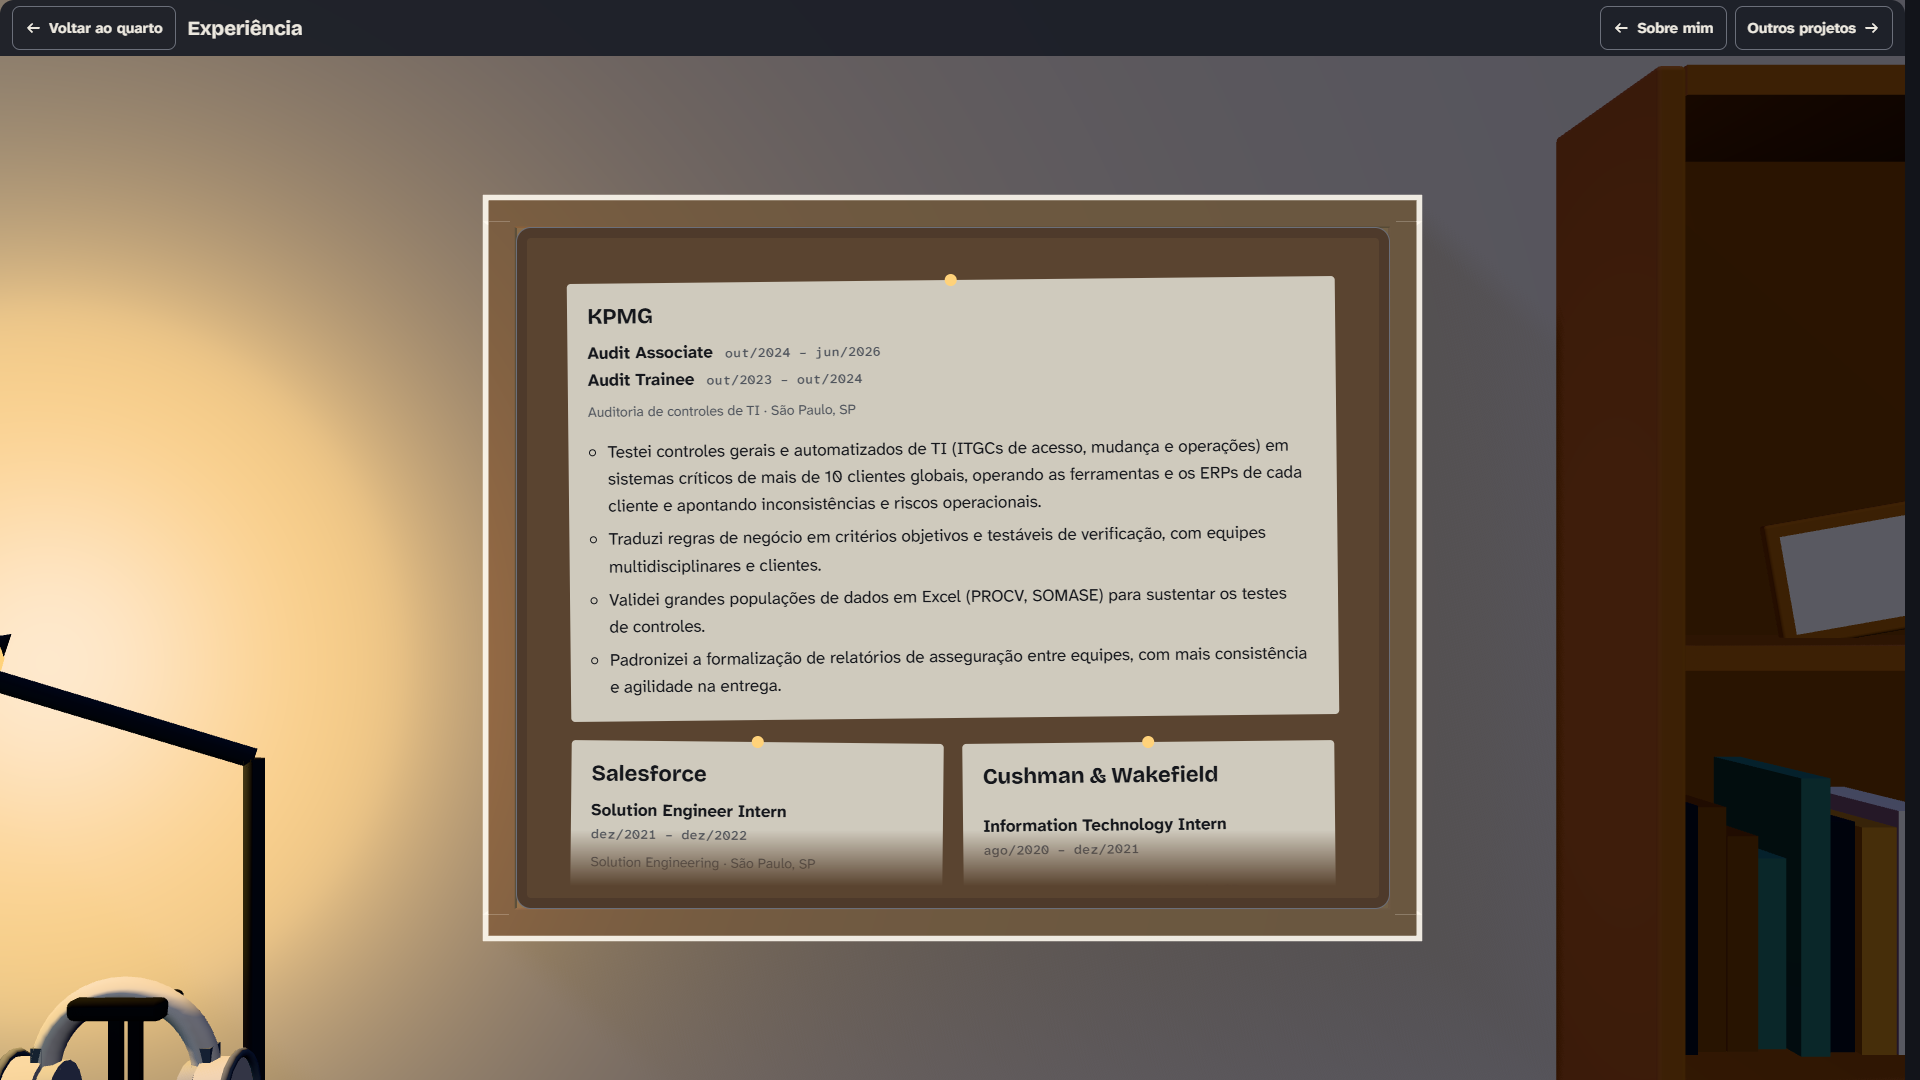 ← Voltar ao quarto
Experiência
← Sobre mim
Outros projetos →
KPMG
Audit Associate out/2024 – jun/2026
Audit Trainee out/2023 – out/2024
Auditoria de controles de TI · São Paulo, SP
Testei controles gerais e automatizados de TI (ITGCs de acesso, mudança e operações) em
sistemas críticos de mais de 10 clientes globais, operando as ferramentas e os ERPs de cada
cliente e apontando inconsistências e riscos operacionais.
Traduzi regras de negócio em critérios objetivos e testáveis de verificação, com equipes
multidisciplinares e clientes.
Validei grandes populações de dados em Excel (PROCV, SOMASE) para sustentar os testes
de controles.
Padronizei a formalização de relatórios de asseguração entre equipes, com mais consistência
e agilidade na entrega.
Salesforce
Solution Engineer Intern
dez/2021 – dez/2022
Solution Engineering · São Paulo, SP
Cushman & Wakefield
Information Technology Intern
ago/2020 – dez/2021